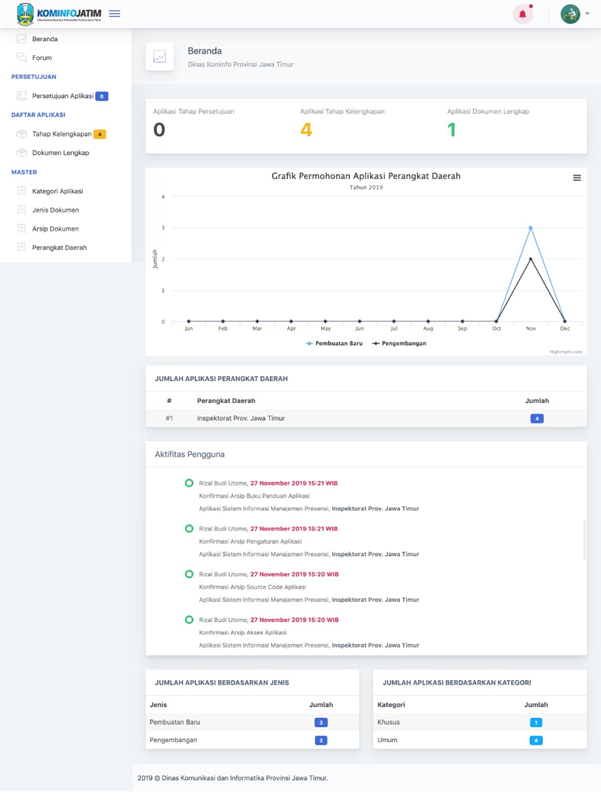 KOMINFOJATIM
Beranda
Forum
PERSETUJUAN
Persetujuan Aplikasi 0
DAFTAR APLIKASI
Tahap Kelengkapan 4
Dokumen Lengkap
MASTER
Kategori Aplikasi
Jenis Dokumen
Arsip Dokumen
Perangkat Daerah
Beranda
Dinas Kominfo Provinsi Jawa Timur
Aplikasi Tahap Persetujuan
0
Aplikasi Tahap Kelengkapan
4
Aplikasi Dokumen Lengkap
1
Grafik Permohonan Aplikasi Perangkat Daerah
Tahun 2019
Jumlah
4
3
2
1
0
Jan Feb Mar Apr May Jun Jul Aug Sep Oct Nov Dec
Pembuatan Baru Pengembangan
Highcharts.com
JUMLAH APLIKASI PERANGKAT DAERAH
# Perangkat Daerah Jumlah
#1 Inspektorat Prov. Jawa Timur 4
Aktifitas Pengguna
Rizal Budi Utomo, 27 November 2019 15:21 WIB
Konfirmasi Arsip Buku Panduan Aplikasi
Aplikasi Sistem Informasi Manajemen Presensi, Inspektorat Prov. Jawa Timur
Rizal Budi Utomo, 27 November 2019 15:21 WIB
Konfirmasi Arsip Pengaturan Aplikasi
Aplikasi Sistem Informasi Manajemen Presensi, Inspektorat Prov. Jawa Timur
Rizal Budi Utomo, 27 November 2019 15:20 WIB
Konfirmasi Arsip Source Code Aplikasi
Aplikasi Sistem Informasi Manajemen Presensi, Inspektorat Prov. Jawa Timur
Rizal Budi Utomo, 27 November 2019 15:20 WIB
Konfirmasi Arsip Akses Aplikasi
Aplikasi Sistem Informasi Manajemen Presensi, Inspektorat Prov. Jawa Timur
JUMLAH APLIKASI BERDASARKAN JENIS
Jenis Jumlah
Pembuatan Baru 3
Pengembangan 2
JUMLAH APLIKASI BERDASARKAN KATEGORI
Kategori Jumlah
Khusus 1
Umum 4
2019 © Dinas Komunikasi dan Informatika Provinsi Jawa Timur.